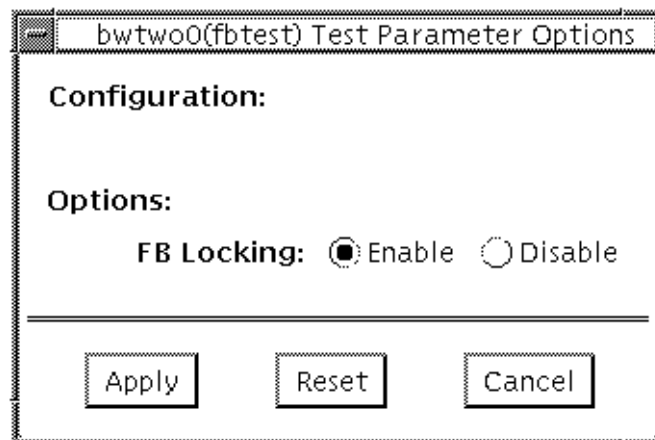 bwtwo0(fbtest) Test Parameter Options
Configuration:
Options:
FB Locking: Enable Disable
Apply Reset Cancel